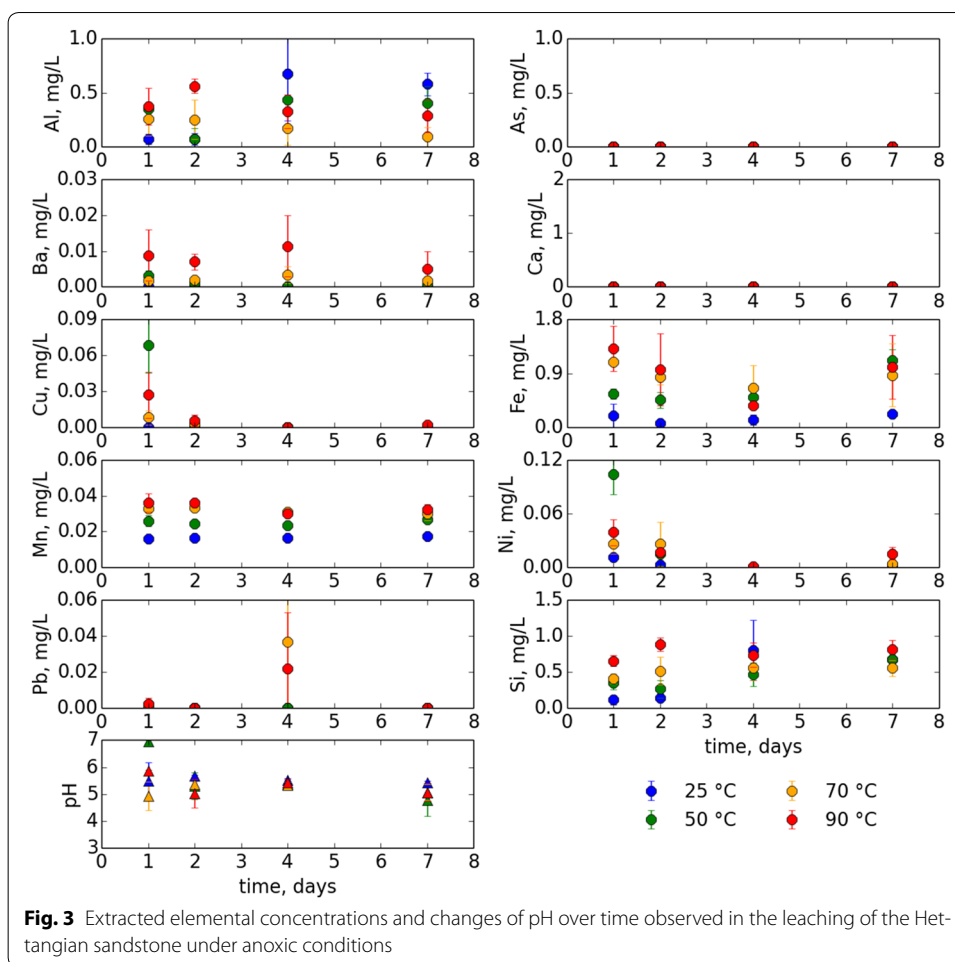 1.0
0.5
0.0
Al, mg/L
0 1 2 3 4 5 6 7 8
1.0
0.5
0.0
As, mg/L
0 1 2 3 4 5 6 7 8
0.03
0.02
0.01
0.00
Ba, mg/L
0 1 2 3 4 5 6 7 8
2
1
0
Ca, mg/L
0 1 2 3 4 5 6 7 8
0.09
0.06
0.03
0.00
Cu, mg/L
0 1 2 3 4 5 6 7 8
1.8
0.9
0.0
Fe, mg/L
0 1 2 3 4 5 6 7 8
0.06
0.04
0.02
0.00
Mn, mg/L
0 1 2 3 4 5 6 7 8
0.12
0.06
0.00
Ni, mg/L
0 1 2 3 4 5 6 7 8
0.06
0.04
0.02
0.00
Pb, mg/L
0 1 2 3 4 5 6 7 8
1.5
1.0
0.5
0.0
Si, mg/L
0 1 2 3 4 5 6 7 8
time, days
7
6
5
4
3
pH
0 1 2 3 4 5 6 7 8
time, days
25 °C 70 °C
50 °C 90 °C
Fig. 3 Extracted elemental concentrations and changes of pH over time observed in the leaching of the Het-
tangian sandstone under anoxic conditions